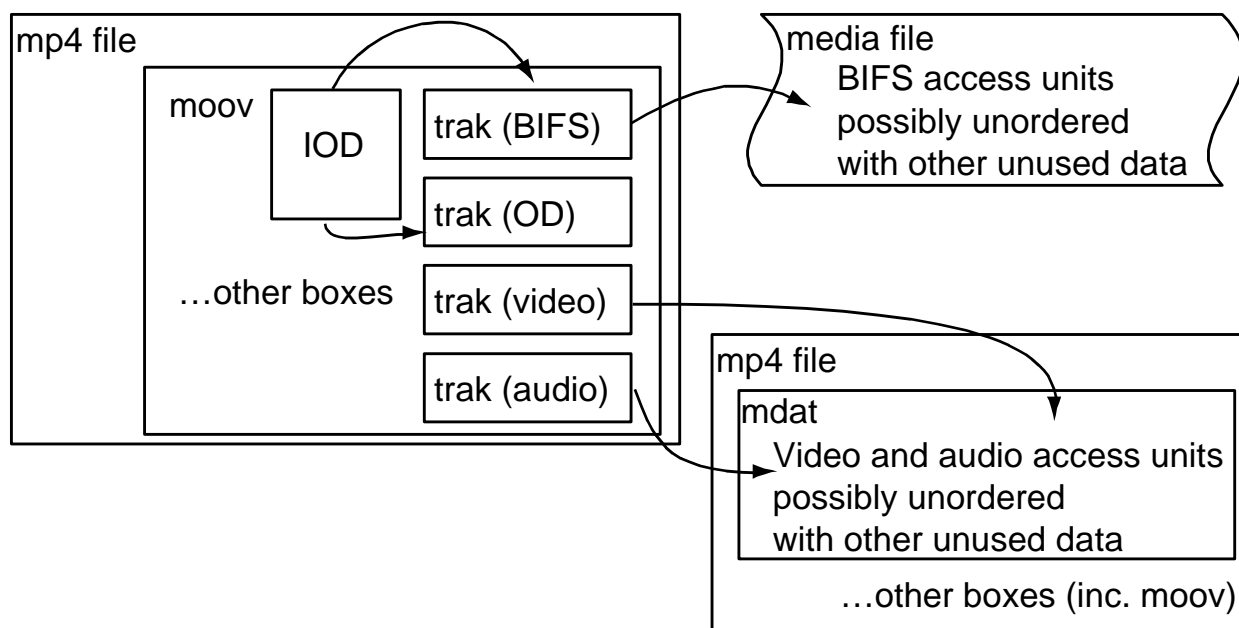 mp4 file
moov
IOD
trak (BIFS)
trak (OD)
…other boxes
trak (video)
trak (audio)
media file
BIFS access units
possibly unordered
with other unused data
mp4 file
mdat
Video and audio access units
possibly unordered
with other unused data
…other boxes (inc. moov)